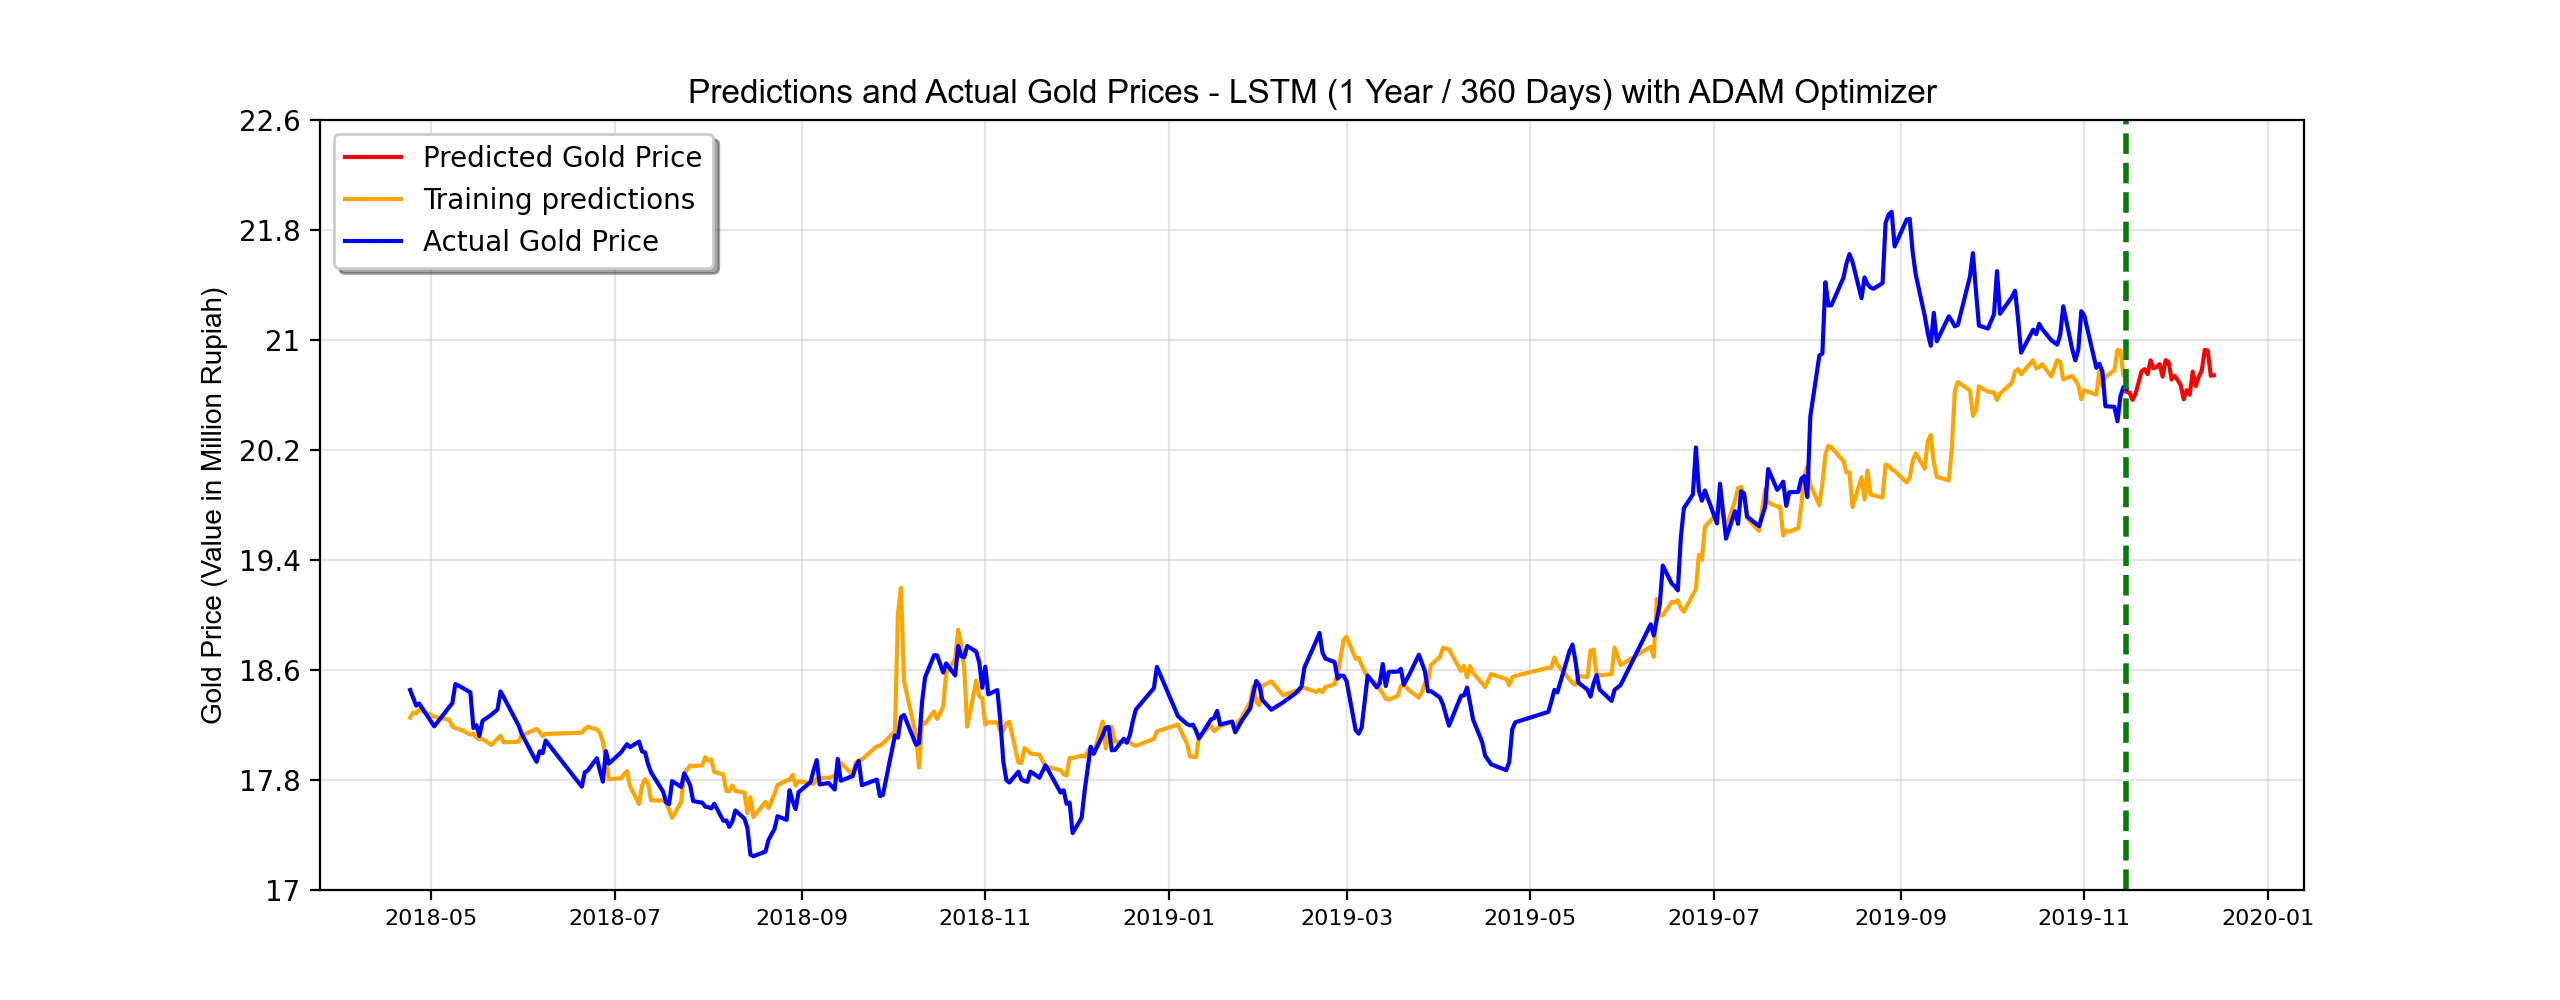 Predictions and Actual Gold Prices - LSTM (1 Year / 360 Days) with ADAM Optimizer
Predicted Gold Price
Training predictions
Actual Gold Price
Gold Price (Value in Million Rupiah)
22.6
21.8
21
20.2
19.4
18.6
17.8
17
2018-05 2018-07 2018-09 2018-11 2019-01 2019-03 2019-05 2019-07 2019-09 2019-11 2020-01